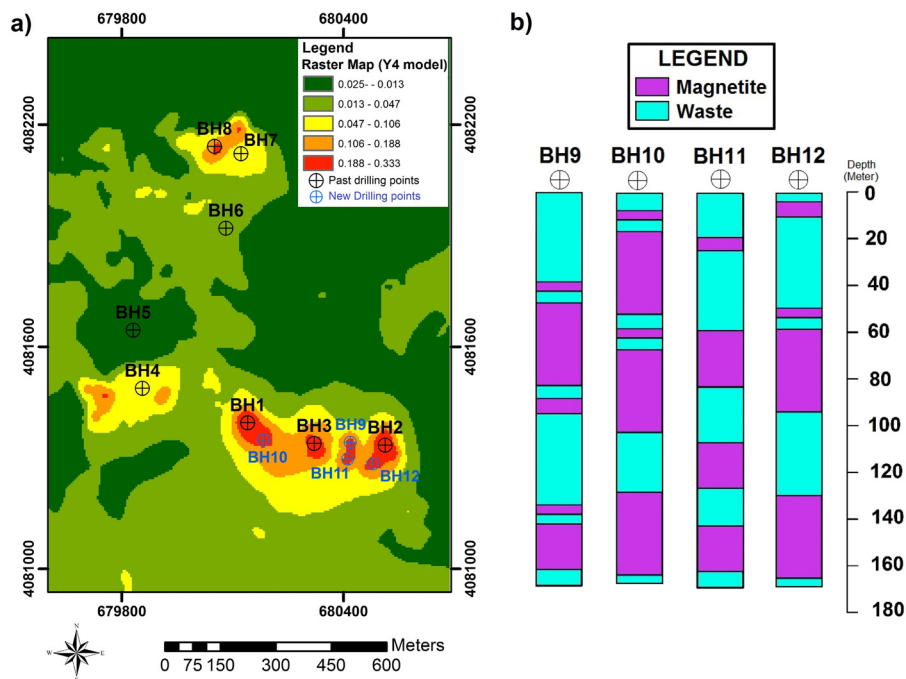 a)
679800 680400
Legend
Raster Map (Y4 model)
0.025- - 0.013
0.013 - 0.047
0.047 - 0.106
0.106 - 0.188
0.188 - 0.333
Past drilling points
New Drilling points
4082200
4082200
BH8
BH7
BH6
BH5
4081600
4081600
BH4
BH1
BH3
BH9
BH2
BH10
BH11
BH12
4081000
4081000
679800 680400
N
W E
S
Meters
0 75 150 300 450 600
b)
LEGEND
Magnetite
Waste
BH9 BH10 BH11 BH12
Depth
(Meter)
0
20
40
60
80
100
120
140
160
180